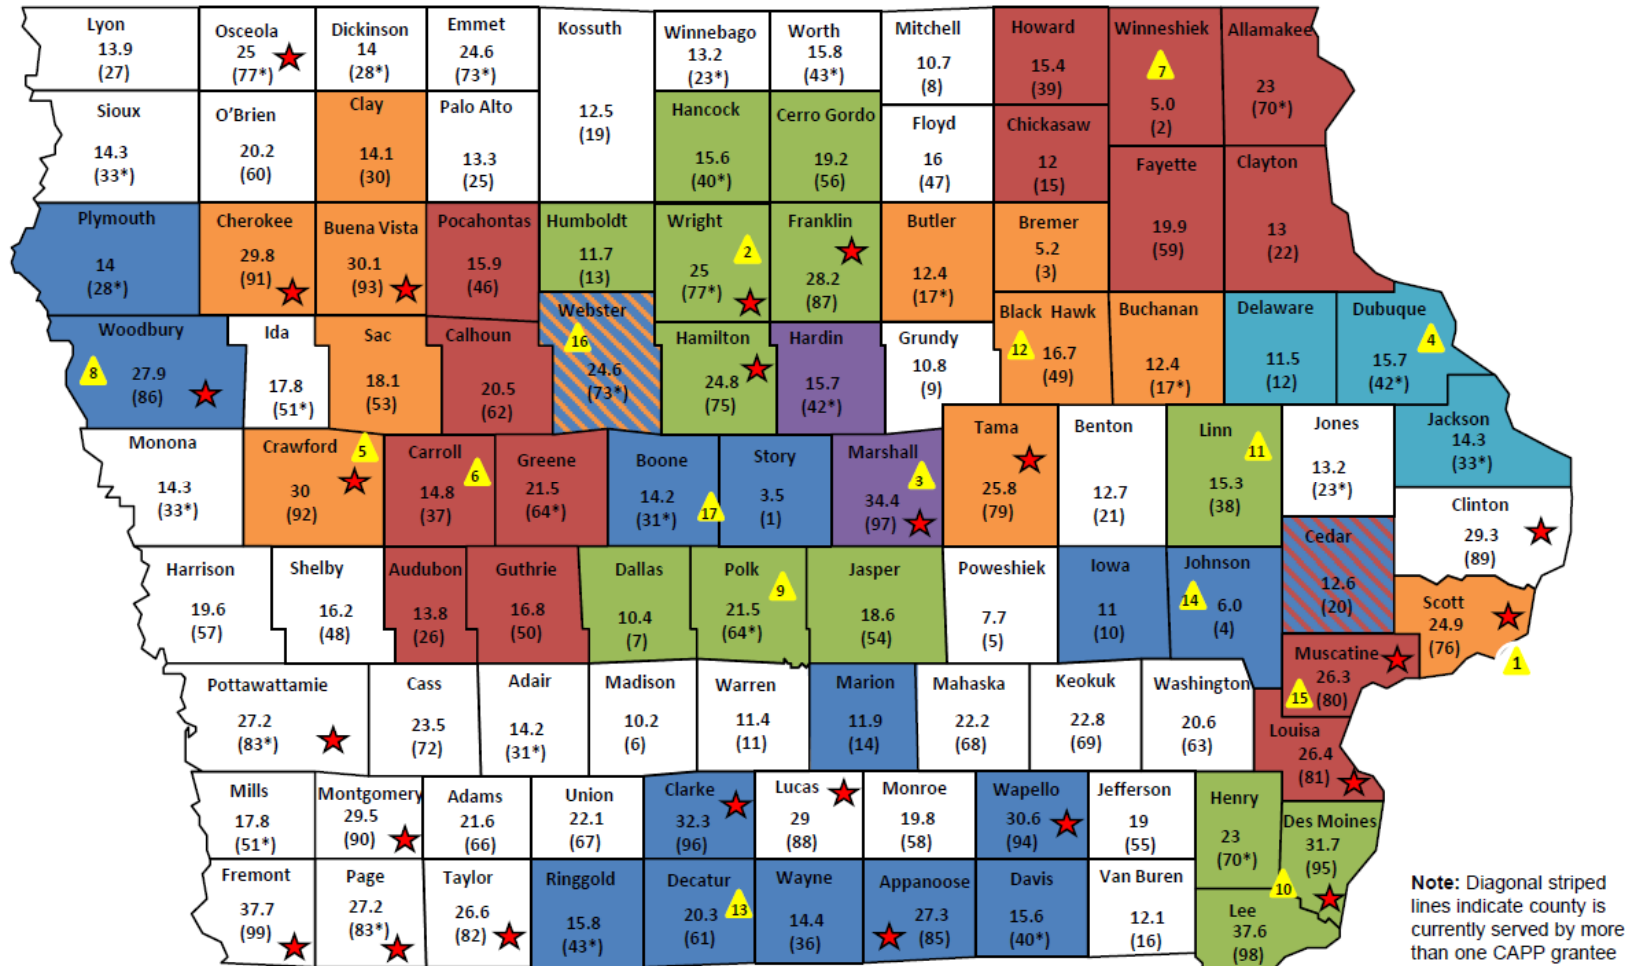 Lyon
13.9
(27)
Osceola
25
(77*)
Dickinson
14
(28*)
Emmet
24.6
(73*)
Kossuth
12.5
(19)
Winnebago
13.2
(23*)
Worth
15.8
(43*)
Mitchell
10.7
(8)
Howard
15.4
(39)
Winneshiek
7
5.0
(2)
Allamakee
23
(70*)
Sioux
14.3
(33*)
O'Brien
20.2
(60)
Clay
14.1
(30)
Palo Alto
13.3
(25)
Hancock
15.6
(40*)
Cerro Gordo
19.2
(56)
Floyd
16
(47)
Chickasaw
12
(15)
Fayette
19.9
(59)
Clayton
13
(22)
Plymouth
14
(28*)
Cherokee
29.8
(91)
Buena Vista
30.1
(93)
Pocahontas
15.9
(46)
Humboldt
11.7
(13)
Wright
2
25
(77*)
Franklin
28.2
(87)
Butler
12.4
(17*)
Bremer
5.2
(3)
Woodbury
8
27.9
(86)
Ida
17.8
(51*)
Sac
18.1
(53)
Calhoun
20.5
(62)
Webster
16
24.6
(73*)
Hamilton
24.8
(75)
Hardin
15.7
(42*)
Grundy
10.8
(9)
Black Hawk
12
16.7
(49)
Buchanan
12.4
(17*)
Delaware
11.5
(12)
Dubuque
4
15.7
(42*)
Monona
14.3
(33*)
Crawford
5
30
(92)
Carroll
6
14.8
(37)
Greene
21.5
(64*)
Boone
14.2
(31*)
17
Story
3.5
(1)
Marshall
3
34.4
(97)
Tama
25.8
(79)
Benton
12.7
(21)
Linn
11
15.3
(38)
Jones
13.2
(23*)
Jackson
14.3
(33*)
Clinton
29.3
(89)
Harrison
19.6
(57)
Shelby
16.2
(48)
Audubon
13.8
(26)
Guthrie
16.8
(50)
Dallas
10.4
(7)
Polk
9
21.5
(64*)
Jasper
18.6
(54)
Poweshiek
7.7
(5)
Iowa
11
(10)
Johnson
14
6.0
(4)
Cedar
12.6
(20)
Scott
24.9
(76)
1
Muscatine
26.3
15
(80)
Pottawattamie
27.2
(83*)
Cass
23.5
(72)
Adair
14.2
(31*)
Madison
10.2
(6)
Warren
11.4
(11)
Marion
11.9
(14)
Mahaska
22.2
(68)
Keokuk
22.8
(69)
Washington
20.6
(63)
Louisa
26.4
(81)
Mills
17.8
(51*)
Montgomery
29.5
(90)
Adams
21.6
(66)
Union
22.1
(67)
Clarke
32.3
(96)
Lucas
29
(88)
Monroe
19.8
(58)
Wapello
30.6
(94)
Jefferson
19
(55)
Henry
23
(70*)
Des Moines
31.7
(95)
10
Fremont
37.7
(99)
Page
27.2
(83*)
Taylor
26.6
(82)
Ringgold
15.8
(43*)
Decatur
13
20.3
(61)
Wayne
14.4
(36)
Appanoose
27.3
(85)
Davis
15.6
(40*)
Van Buren
12.1
(16)
Lee
37.6
(98)
Note: Diagonal striped
lines indicate county is
currently served by more
than one CAPP grantee